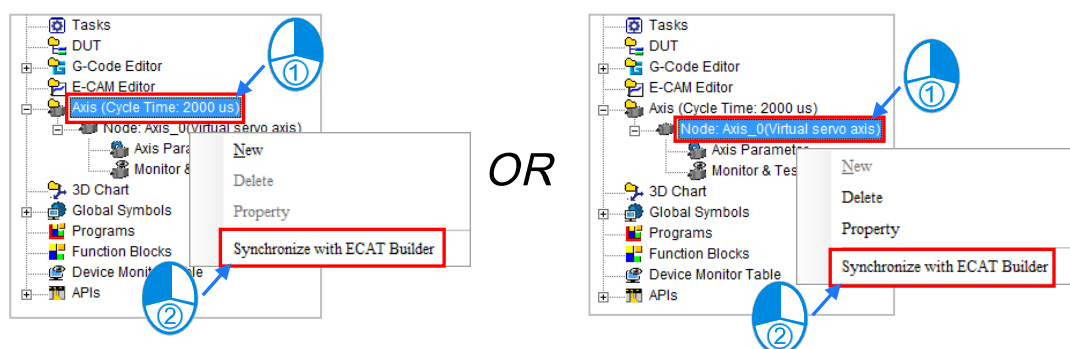 Tasks
DUT
G-Code Editor
E-CAM Editor
Axis (Cycle Time: 2000 us)
Node: Axis_0(Virtual servo axis)
Axis Para
Monitor &
3D Chart
Global Symbols
Programs
Function Blocks
Device Monitor Table
APIs
New
Delete
Property
Synchronize with ECAT Builder
①
②
OR
Tasks
DUT
G-Code Editor
E-CAM Editor
Axis (Cycle Time: 2000 us)
Node: Axis_0(Virtual servo axis)
Axis Parameter
Monitor & Tes
3D Chart
Global Symbols
Programs
Function Blocks
Device Monitor Table
APIs
New
Delete
Property
Synchronize with ECAT Builder
①
②